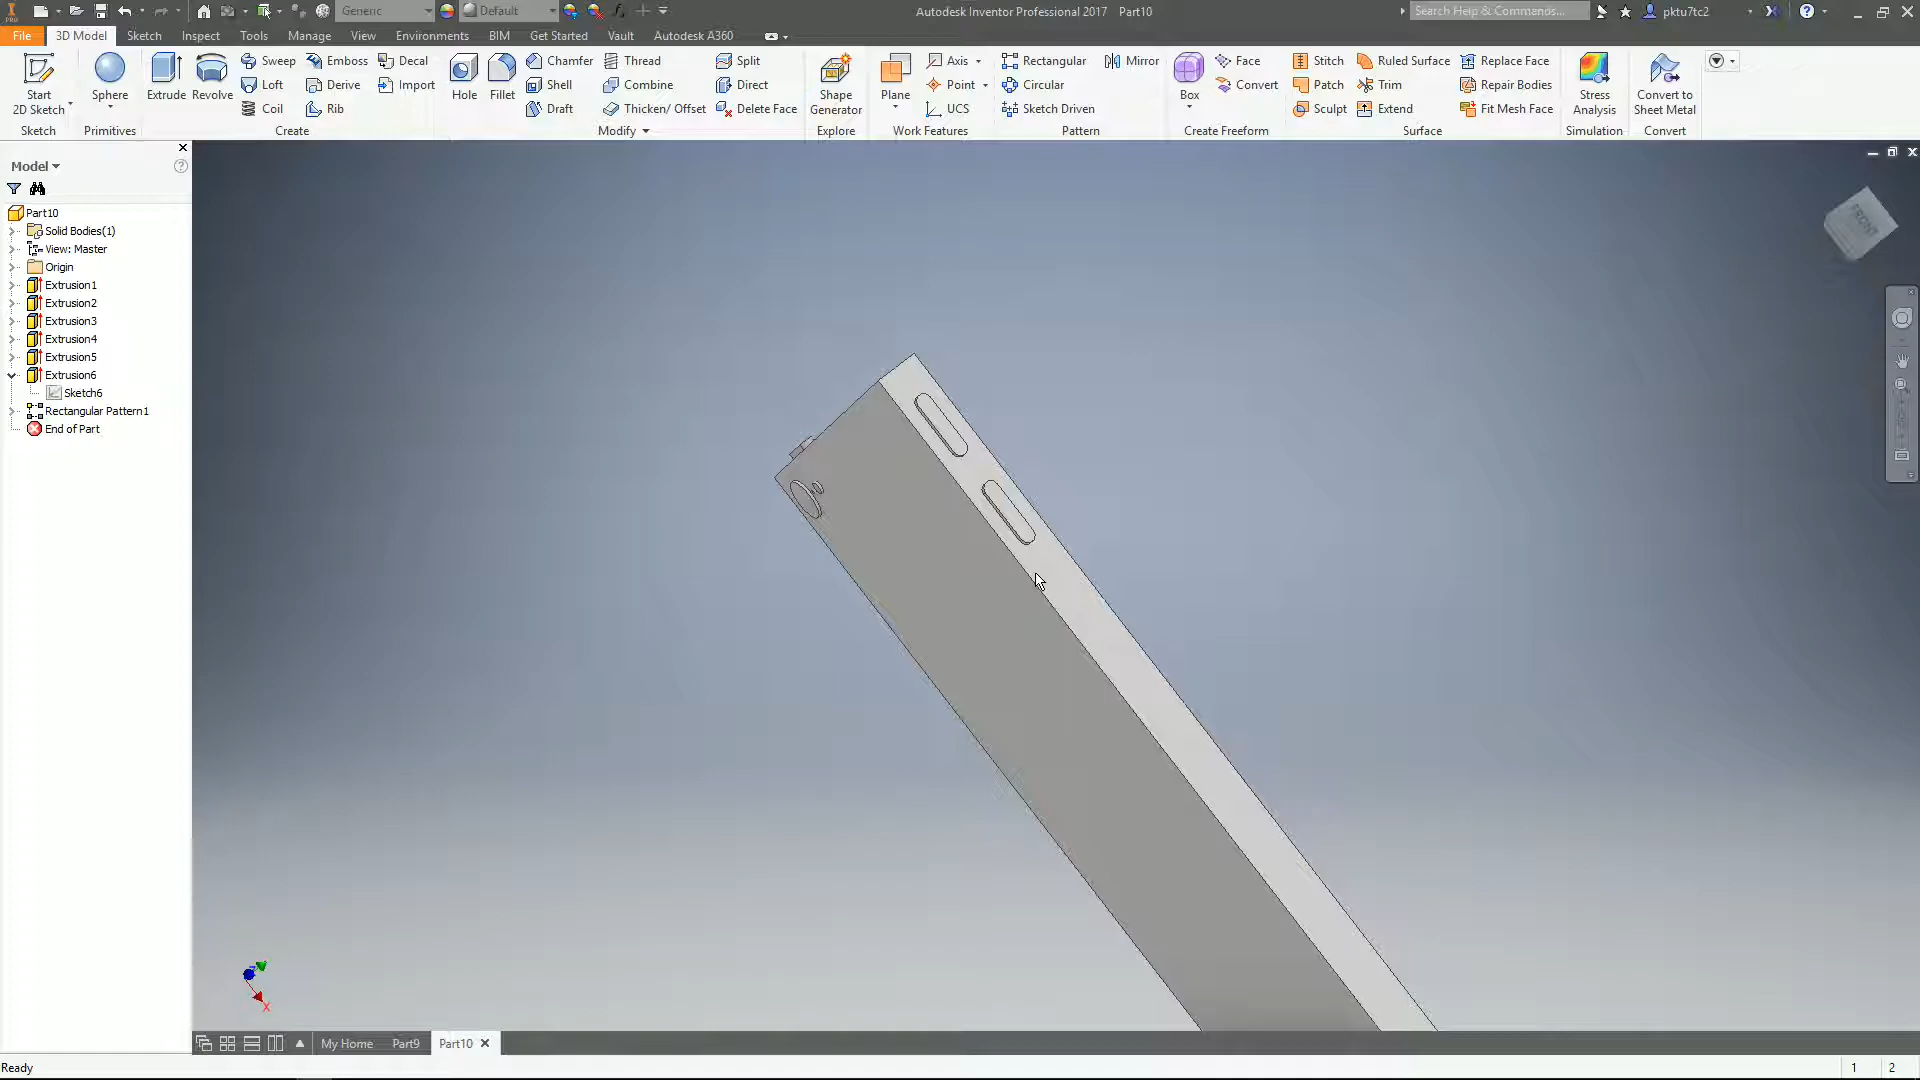 Generic
Default
Autodesk Inventor Professional 2017 Part10
Search Help & Commands...
pktu7tc2
PRO
File 3D Model Sketch Inspect Tools Manage View Environments BIM Get Started Vault Autodesk A360
Start 2D Sketch
Sketch
Sphere
Primitives
Extrude
Revolve
Sweep Emboss Decal
Loft Derive Import
Coil Rib
Create
Hole
Fillet
Chamfer Thread Split
Shell Combine Direct
Draft Thicken/ Offset Delete Face
Modify
Shape Generator
Explore
Plane
Axis
Point
UCS
Work Features
Rectangular Mirror
Circular
Sketch Driven
Pattern
Box
Face
Convert
Create Freeform
Stitch Ruled Surface Replace Face
Patch Trim Repair Bodies
Sculpt Extend Fit Mesh Face
Surface
Stress Analysis
Simulation
Convert to Sheet Metal
Convert
Model
Part10
Solid Bodies(1)
View: Master
Origin
Extrusion1
Extrusion2
Extrusion3
Extrusion4
Extrusion5
Extrusion6
Sketch6
Rectangular Pattern1
End of Part
FRONT
X
My Home Part9 Part10
Ready
1 2